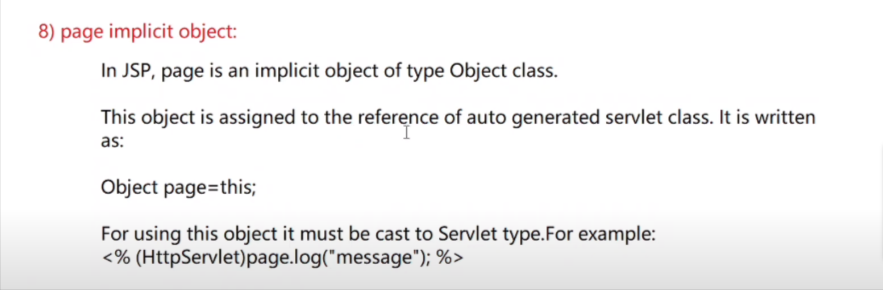 8) page implicit object:
In JSP, page is an implicit object of type Object class.
This object is assigned to the reference of auto generated servlet class. It is written
as:
Object page=this;
For using this object it must be cast to Servlet type.For example:
<% (HttpServlet)page.log("message"); %>